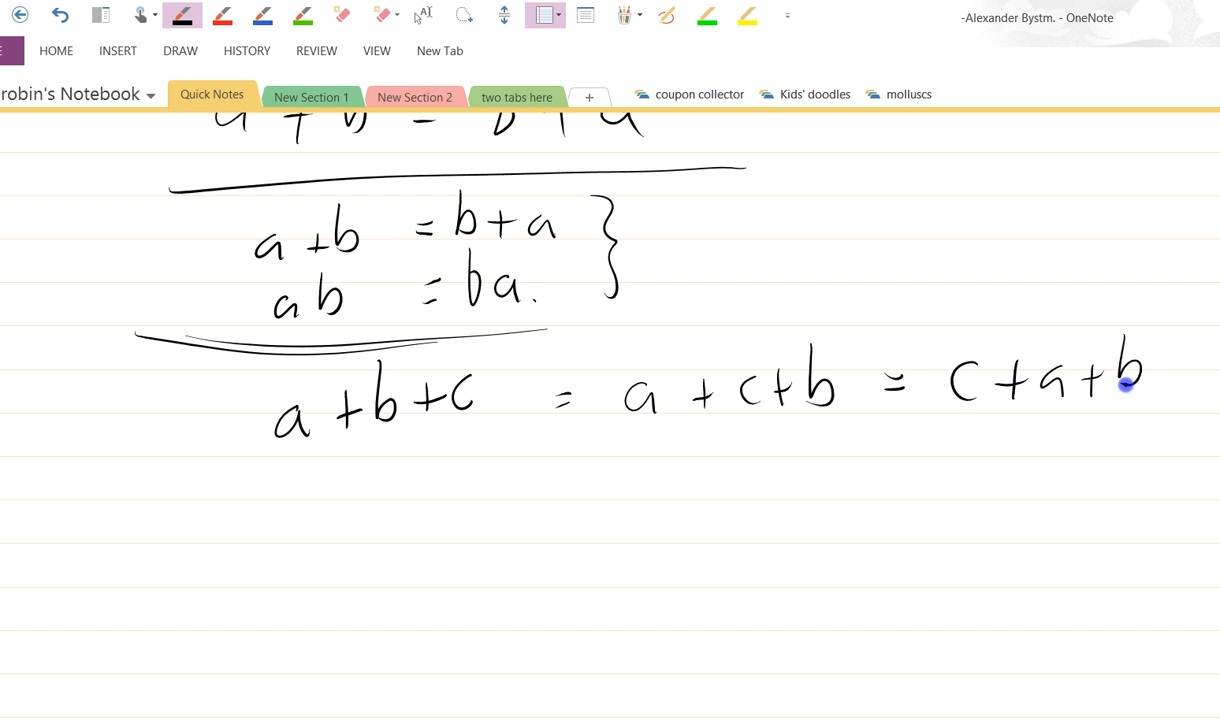 -Alexander Bystm. - OneNote
HOME INSERT DRAW HISTORY REVIEW VIEW New Tab
robin's Notebook Quick Notes New Section 1 New Section 2 two tabs here + coupon collector Kids' doodles molluscs
a + b = b + a
a + b = b + a }
ab = ba.
a + b + c = a + c + b = c + a + b